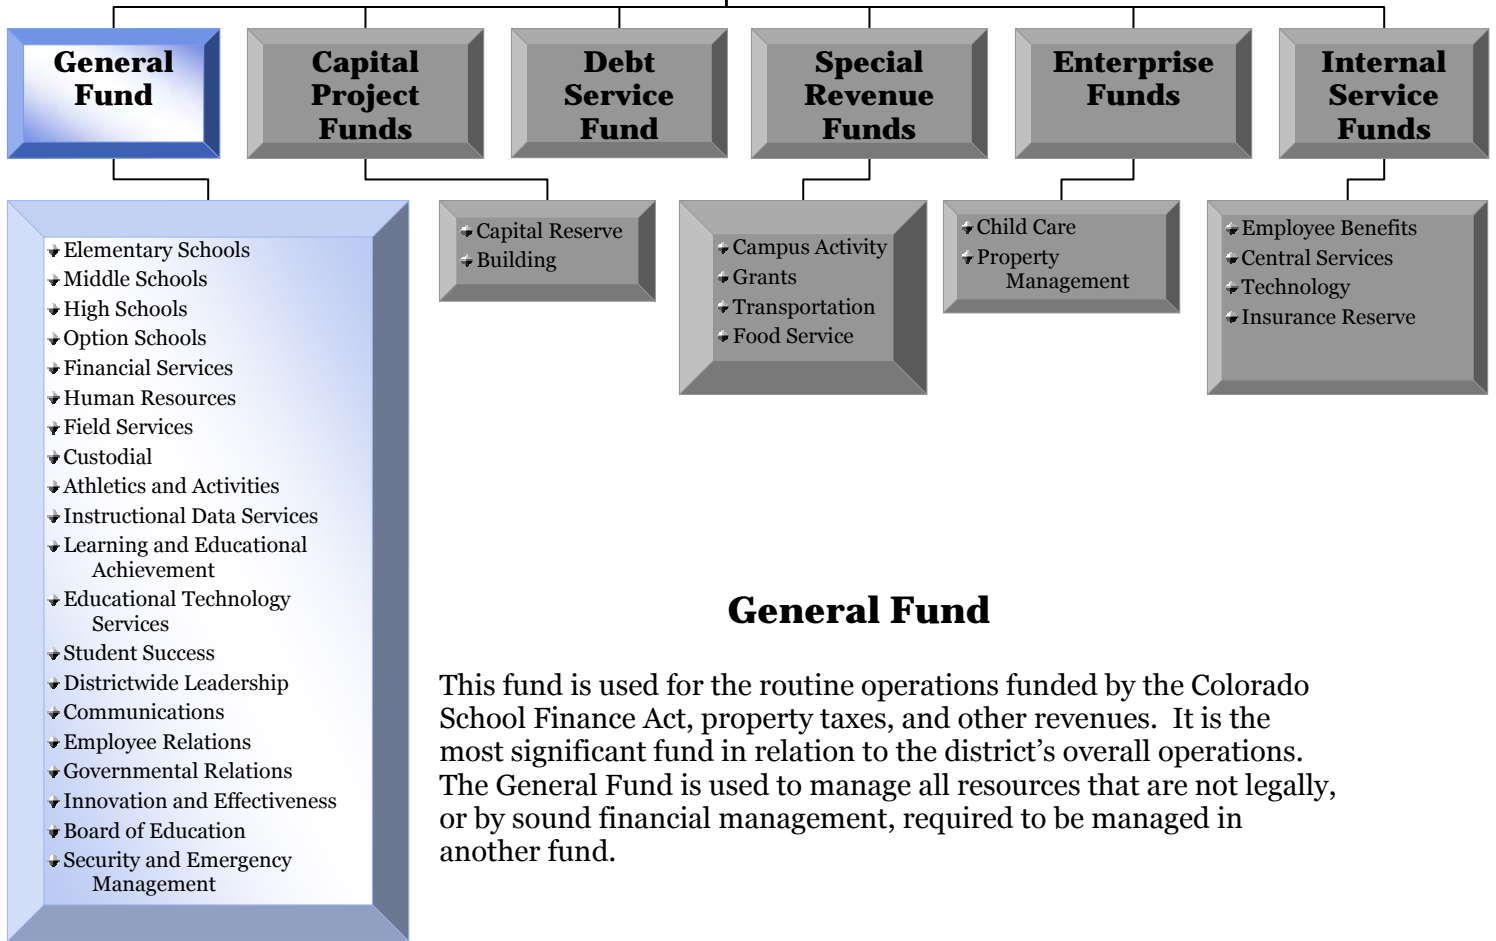 General
Fund
Capital
Project
Funds
Debt
Service
Fund
Special
Revenue
Funds
Enterprise
Funds
Internal
Service
Funds
Elementary Schools
Middle Schools
High Schools
Option Schools
Financial Services
Human Resources
Field Services
Custodial
Athletics and Activities
Instructional Data Services
Learning and Educational
Achievement
Educational Technology
Services
Student Success
Districtwide Leadership
Communications
Employee Relations
Governmental Relations
Innovation and Effectiveness
Board of Education
Security and Emergency
Management
Capital Reserve
Building
Campus Activity
Grants
Transportation
Food Service
Child Care
Property
Management
Employee Benefits
Central Services
Technology
Insurance Reserve
General Fund
This fund is used for the routine operations funded by the Colorado
School Finance Act, property taxes, and other revenues.  It is the
most significant fund in relation to the district’s overall operations.
The General Fund is used to manage all resources that are not legally,
or by sound financial management, required to be managed in
another fund.